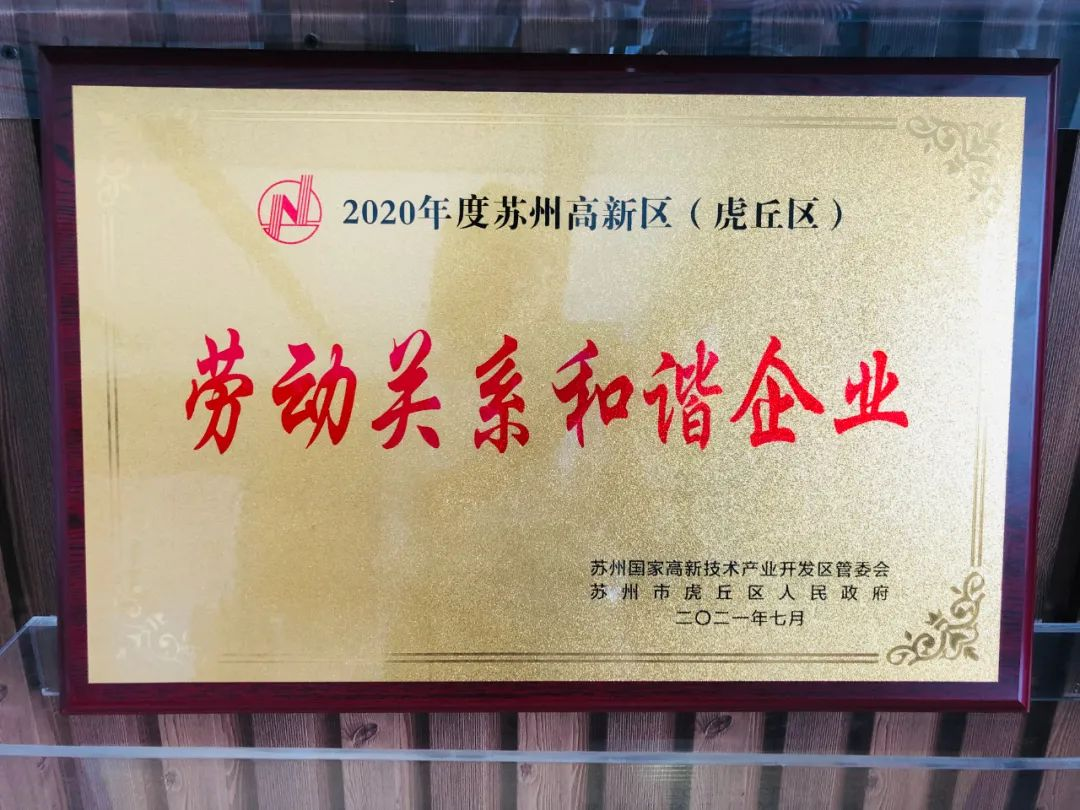 2020年度苏州高新区（虎丘区）
劳动关系和谐企业
苏州国家高新技术产业开发区管委会
苏州市虎丘区人民政府
二〇二一年七月